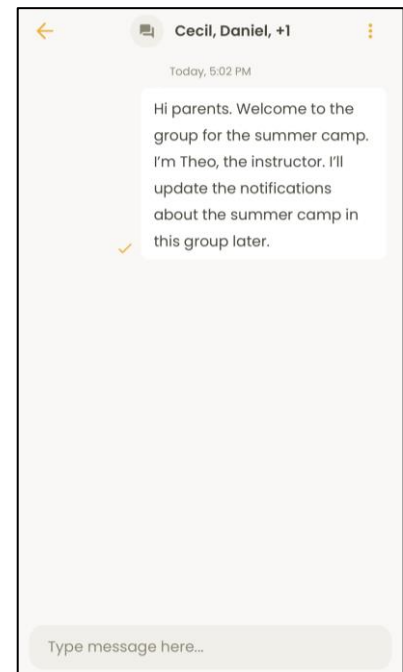 Cecil, Daniel, +1
Today, 5:02 PM
Hi parents. Welcome to the
group for the summer camp.
I’m Theo, the instructor. I’ll
update the notifications
about the summer camp in
this group later.
Type message here...